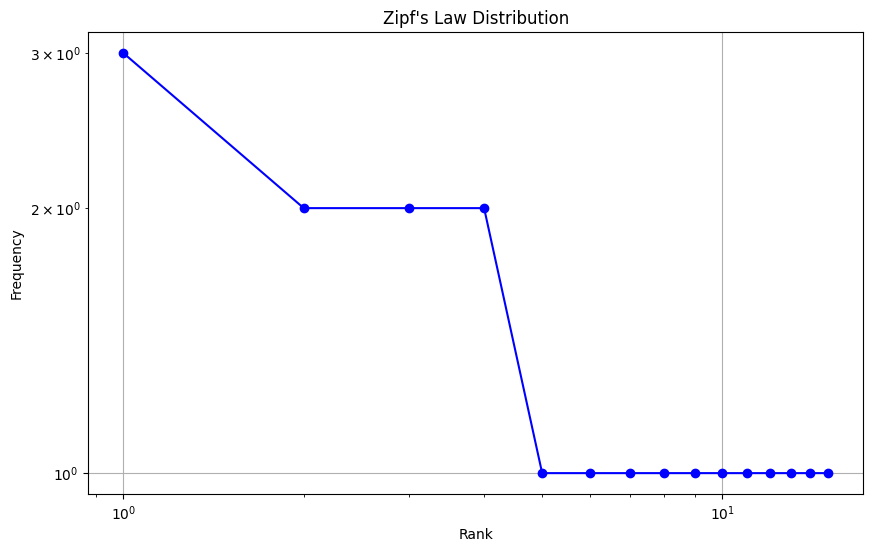 Zipf's Law Distribution
3 × 10⁰
2 × 10⁰
10⁰
Frequency
10⁰ 10¹
Rank